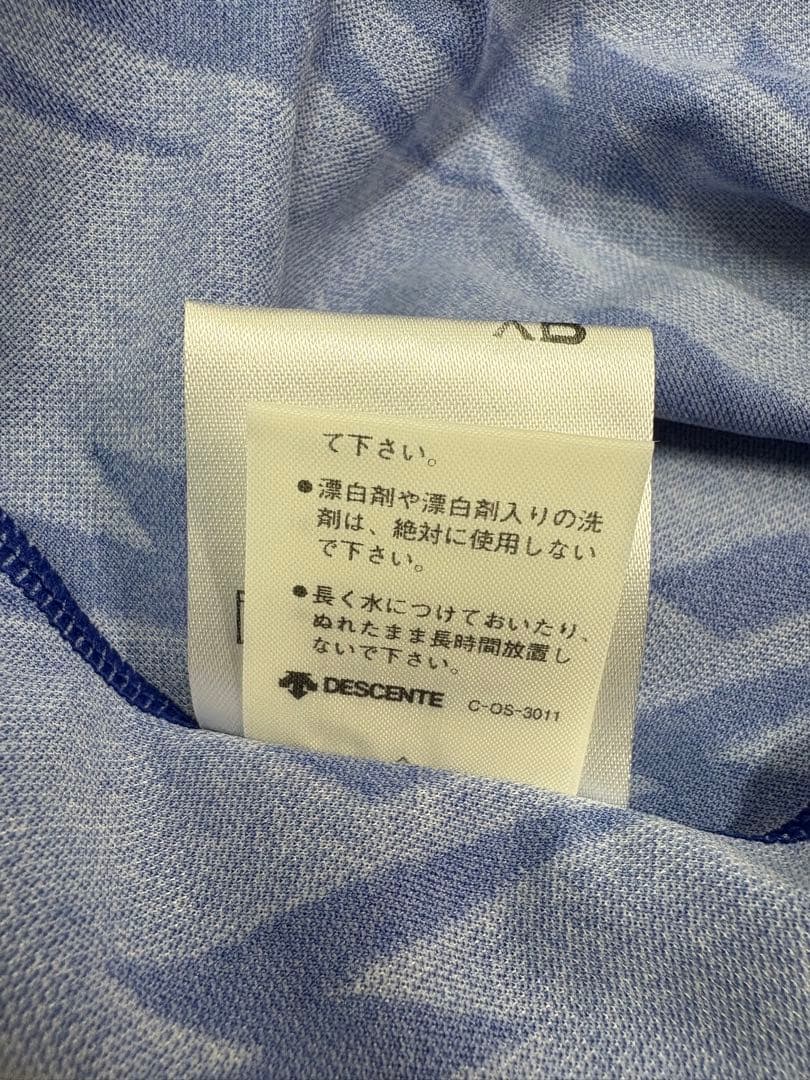 XB
て下さい。
●漂白剤や漂白剤入りの洗
剤は、絶対に使用しない
で下さい。
●長く水につけておいたり、
ぬれたまま長時間放置し
ないで下さい。
DESCENTE C-OS-3011